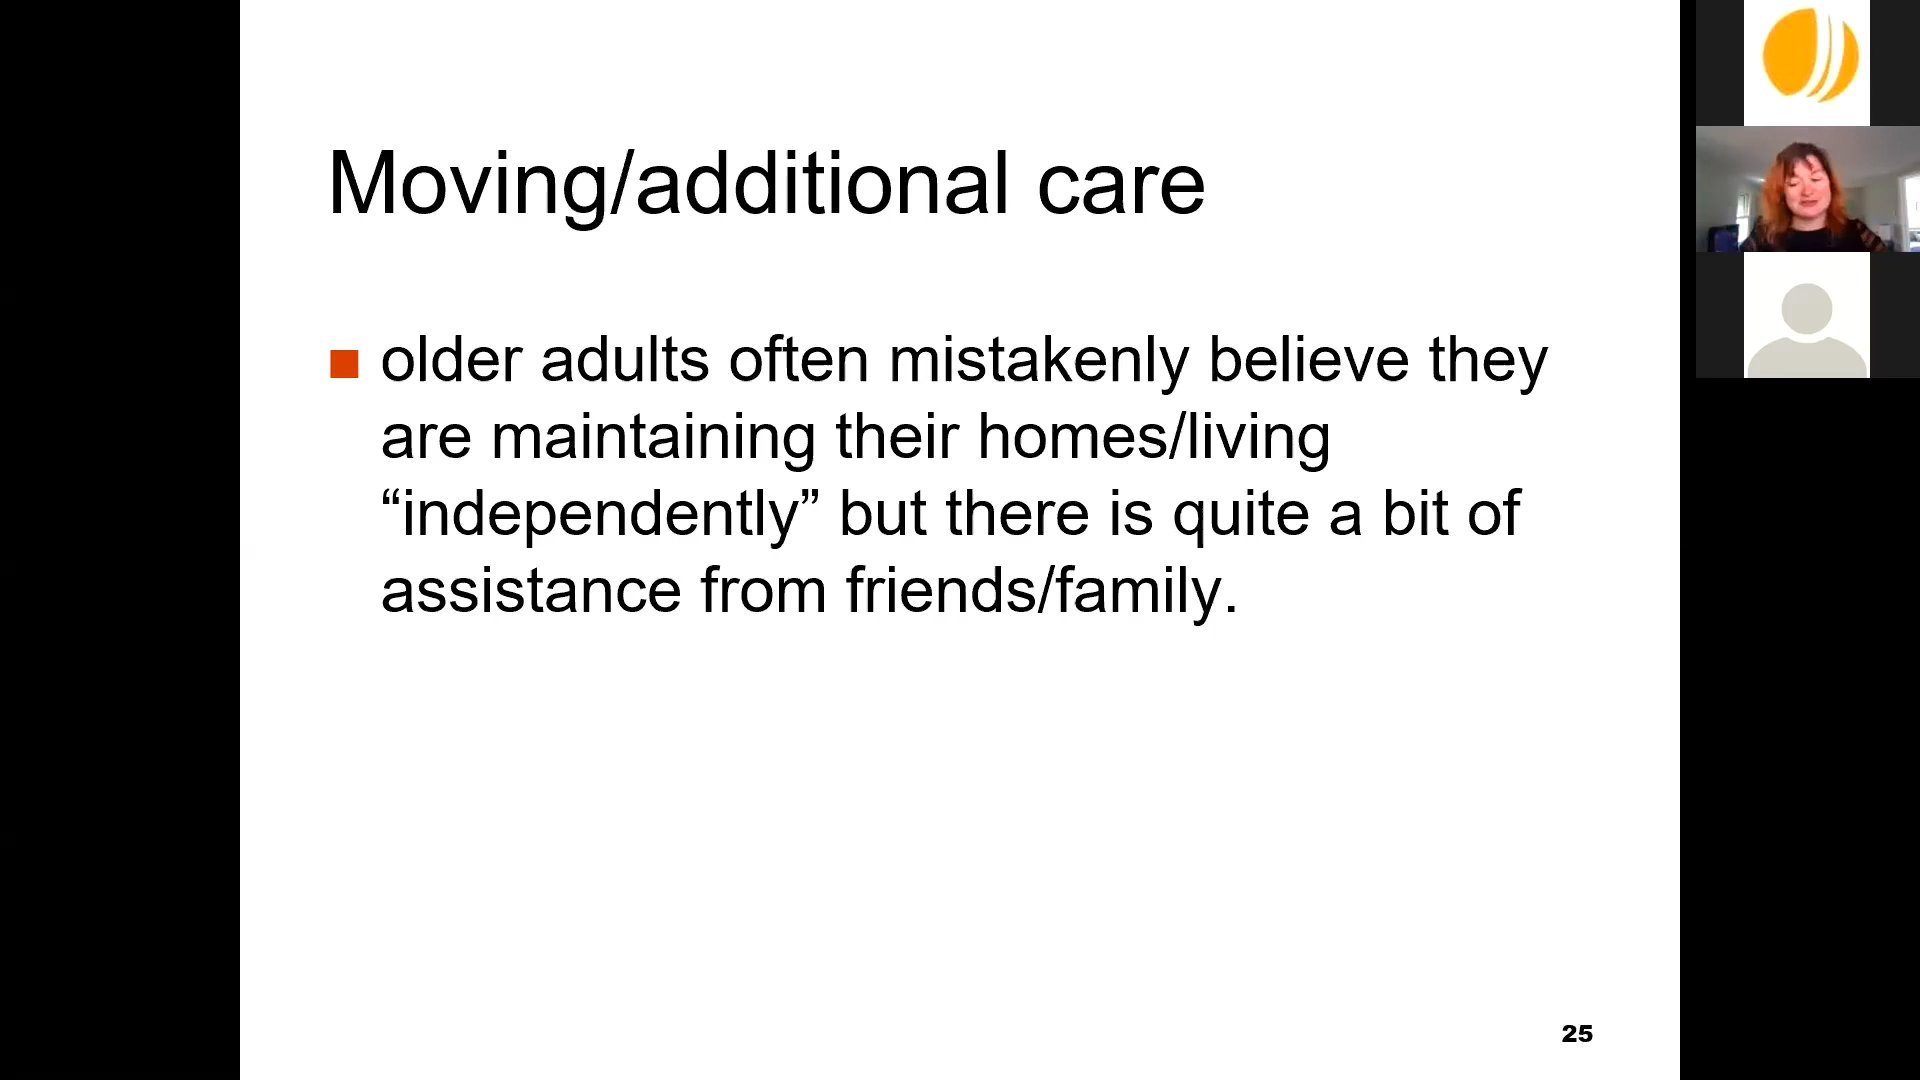 Moving/additional care
older adults often mistakenly believe they
are maintaining their homes/living
“independently” but there is quite a bit of
assistance from friends/family.
25